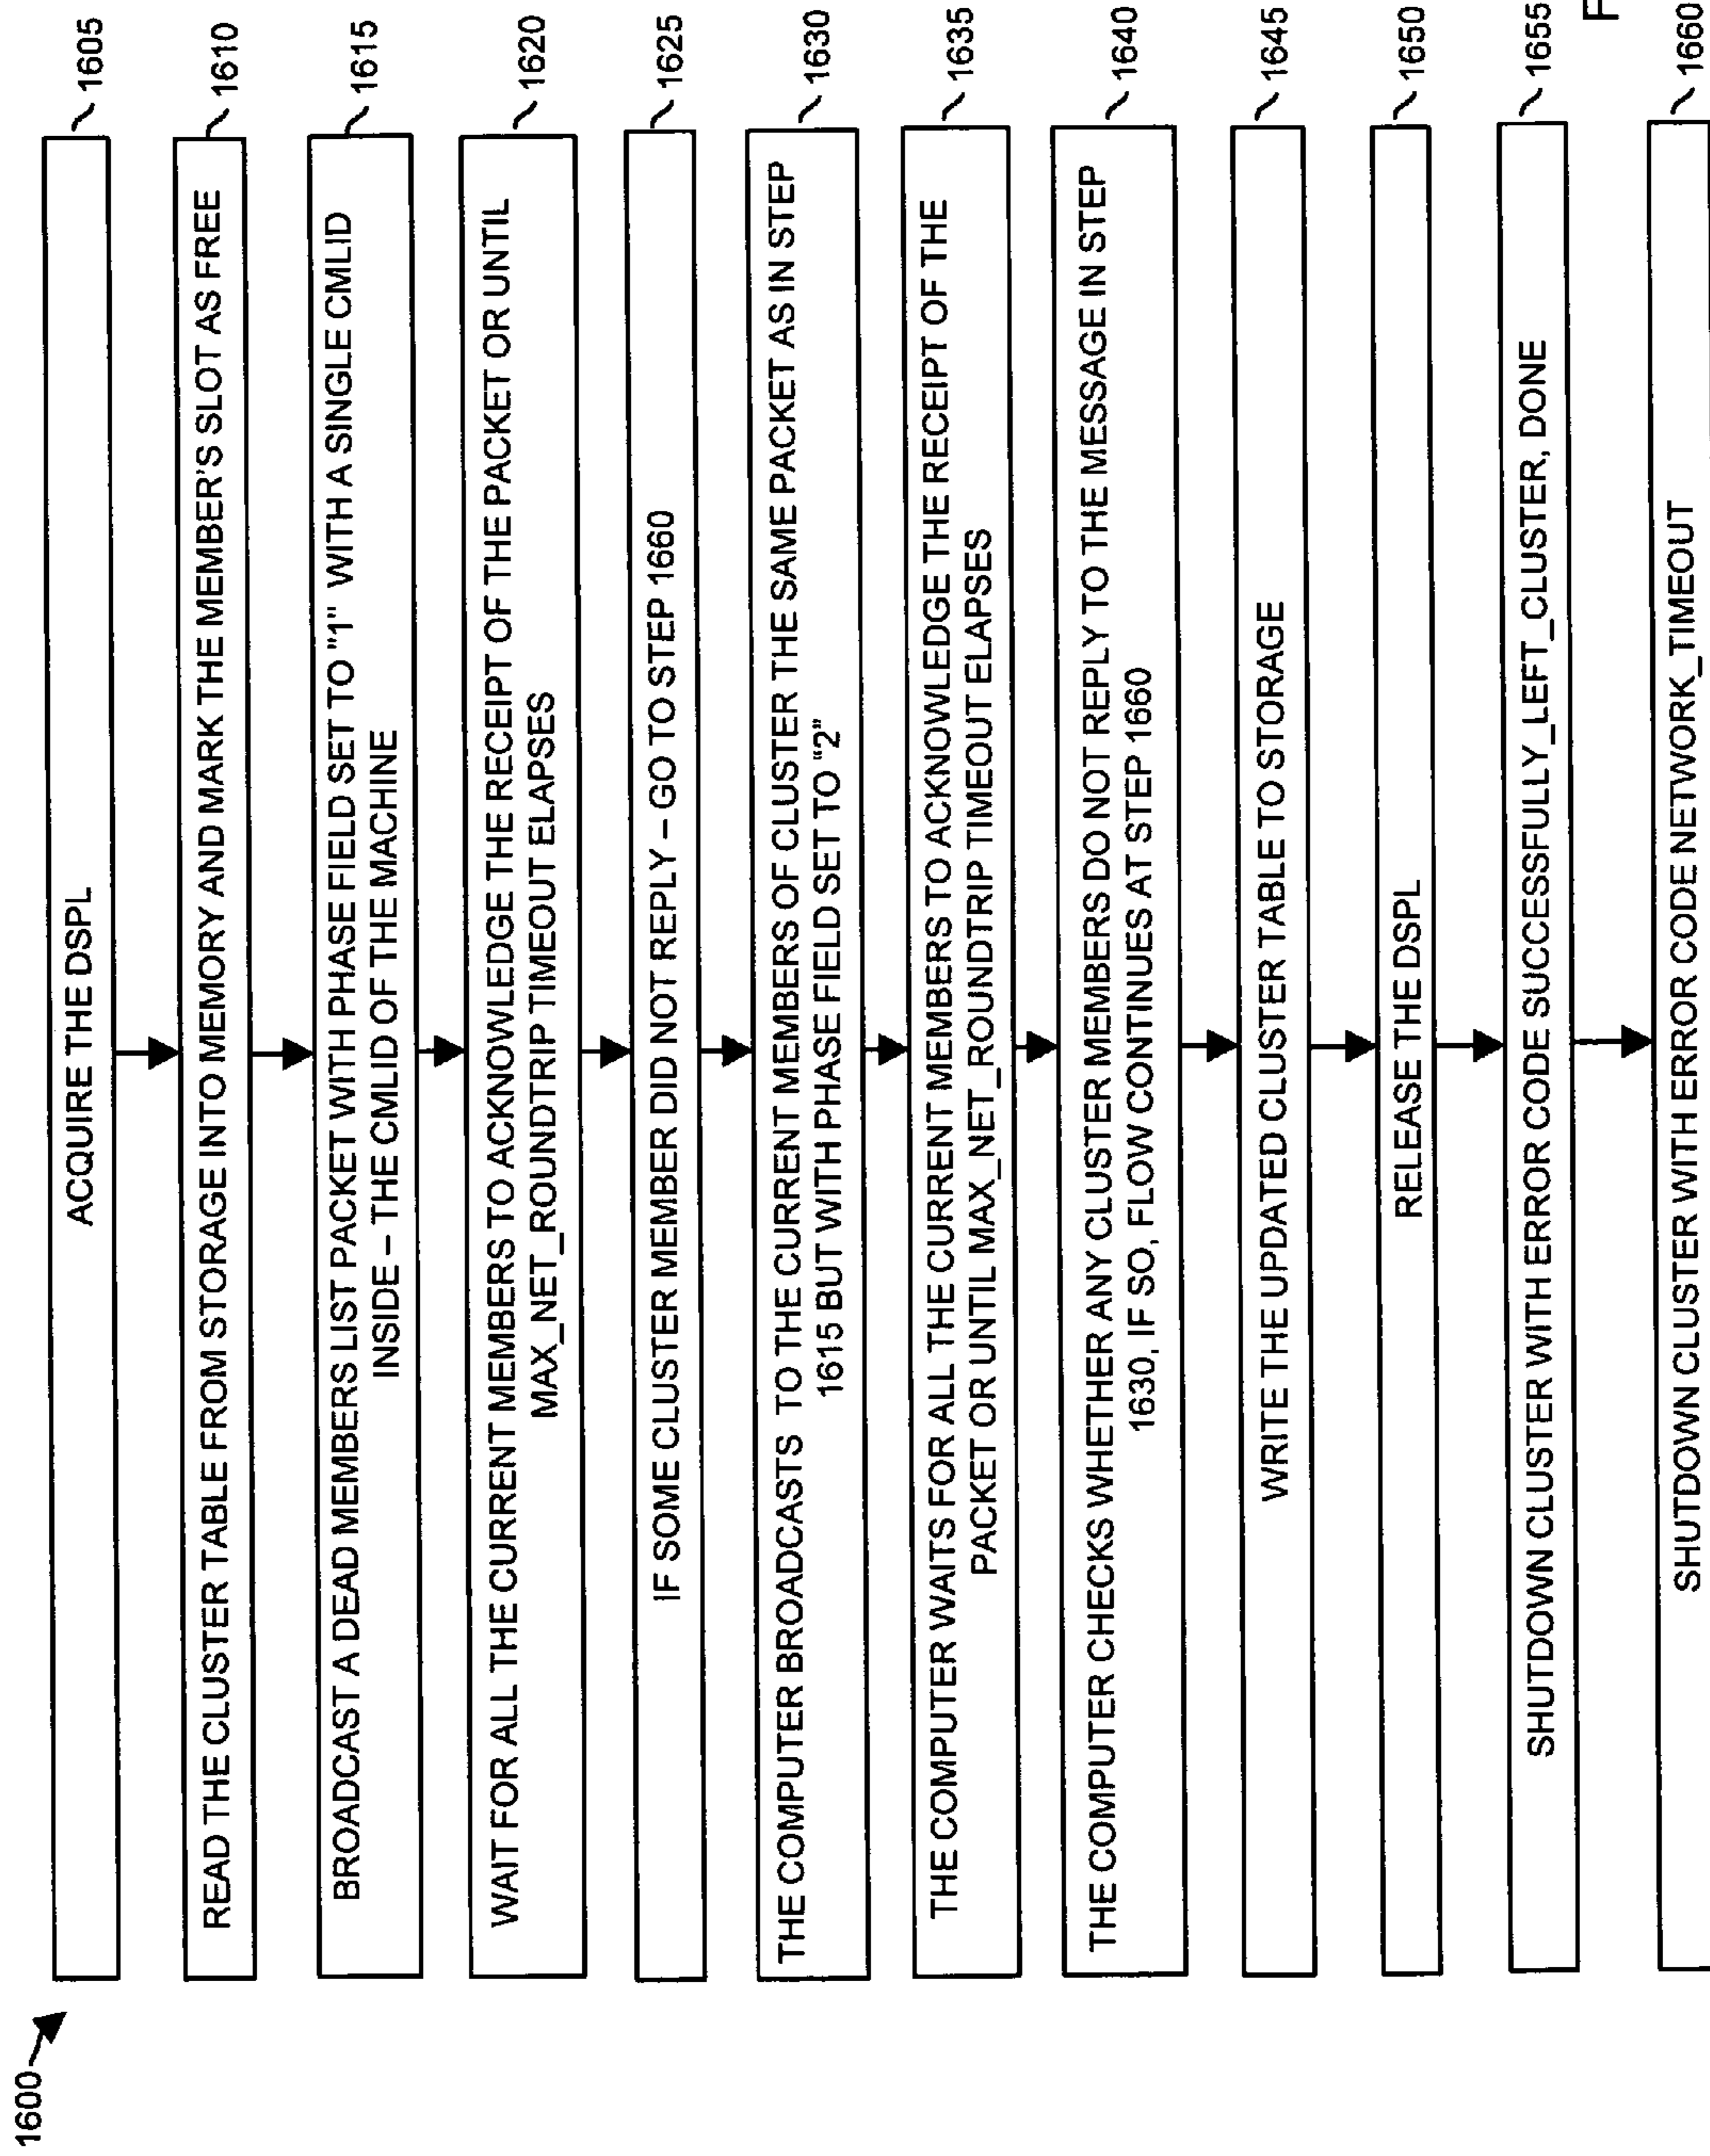 1600
ACQUIRE THE DSPL
1605
READ THE CLUSTER TABLE FROM STORAGE INTO MEMORY AND MARK THE MEMBER'S SLOT AS FREE
1610
BROADCAST A DEAD MEMBERS LIST PACKET WITH PHASE FIELD SET TO "1" WITH A SINGLE CMLID
INSIDE – THE CMLID OF THE MACHINE
1615
WAIT FOR ALL THE CURRENT MEMBERS TO ACKNOWLEDGE THE RECEIPT OF THE PACKET OR UNTIL
MAX_NET_ROUNDTRIP TIMEOUT ELAPSES
1620
IF SOME CLUSTER MEMBER DID NOT REPLY – GO TO STEP 1660
1625
THE COMPUTER BROADCASTS TO THE CURRENT MEMBERS OF CLUSTER THE SAME PACKET AS IN STEP
1615 BUT WITH PHASE FIELD SET TO "2"
1630
THE COMPUTER WAITS FOR ALL THE CURRENT MEMBERS TO ACKNOWLEDGE THE RECEIPT OF THE
PACKET OR UNTIL MAX_NET_ROUNDTRIP TIMEOUT ELAPSES
1635
THE COMPUTER CHECKS WHETHER ANY CLUSTER MEMBERS DO NOT REPLY TO THE MESSAGE IN STEP
1630, IF SO, FLOW CONTINUES AT STEP 1660
1640
WRITE THE UPDATED CLUSTER TABLE TO STORAGE
1645
RELEASE THE DSPL
1650
SHUTDOWN CLUSTER WITH ERROR CODE SUCCESSFULLY_LEFT_CLUSTER, DONE
1655
SHUTDOWN CLUSTER WITH ERROR CODE NETWORK_TIMEOUT
1660